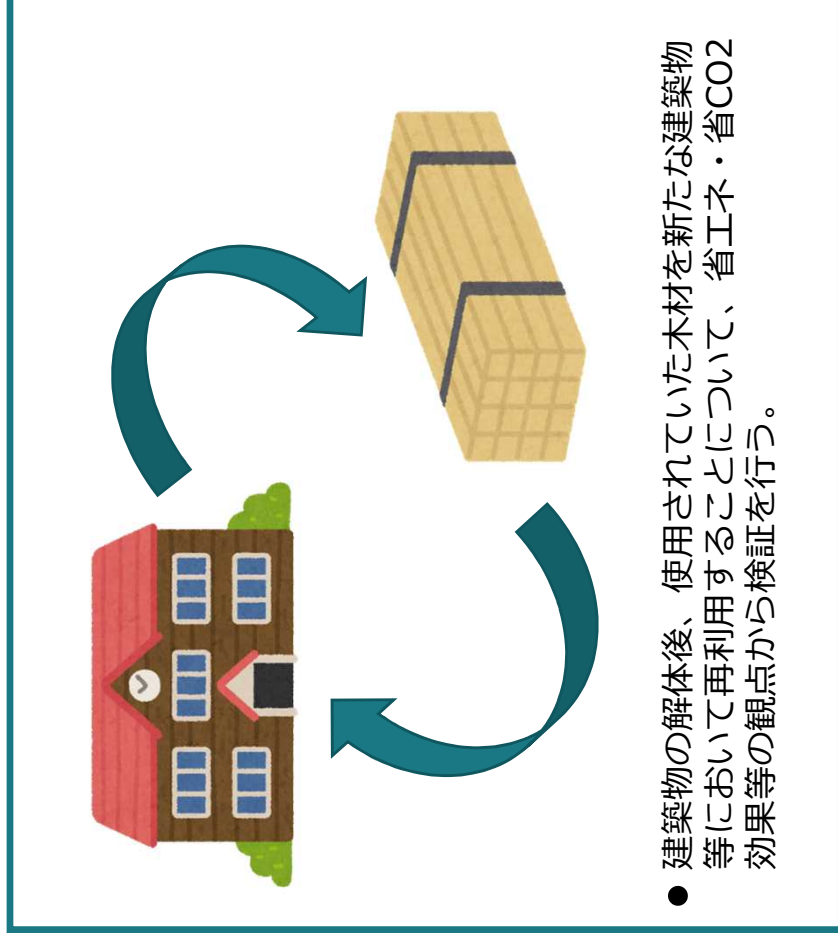 ● 建築物の解体後、使用されていた木材を新たな建築物
等において再利用することについて、省エネ・省CO2
効果等の観点から検証を行う。